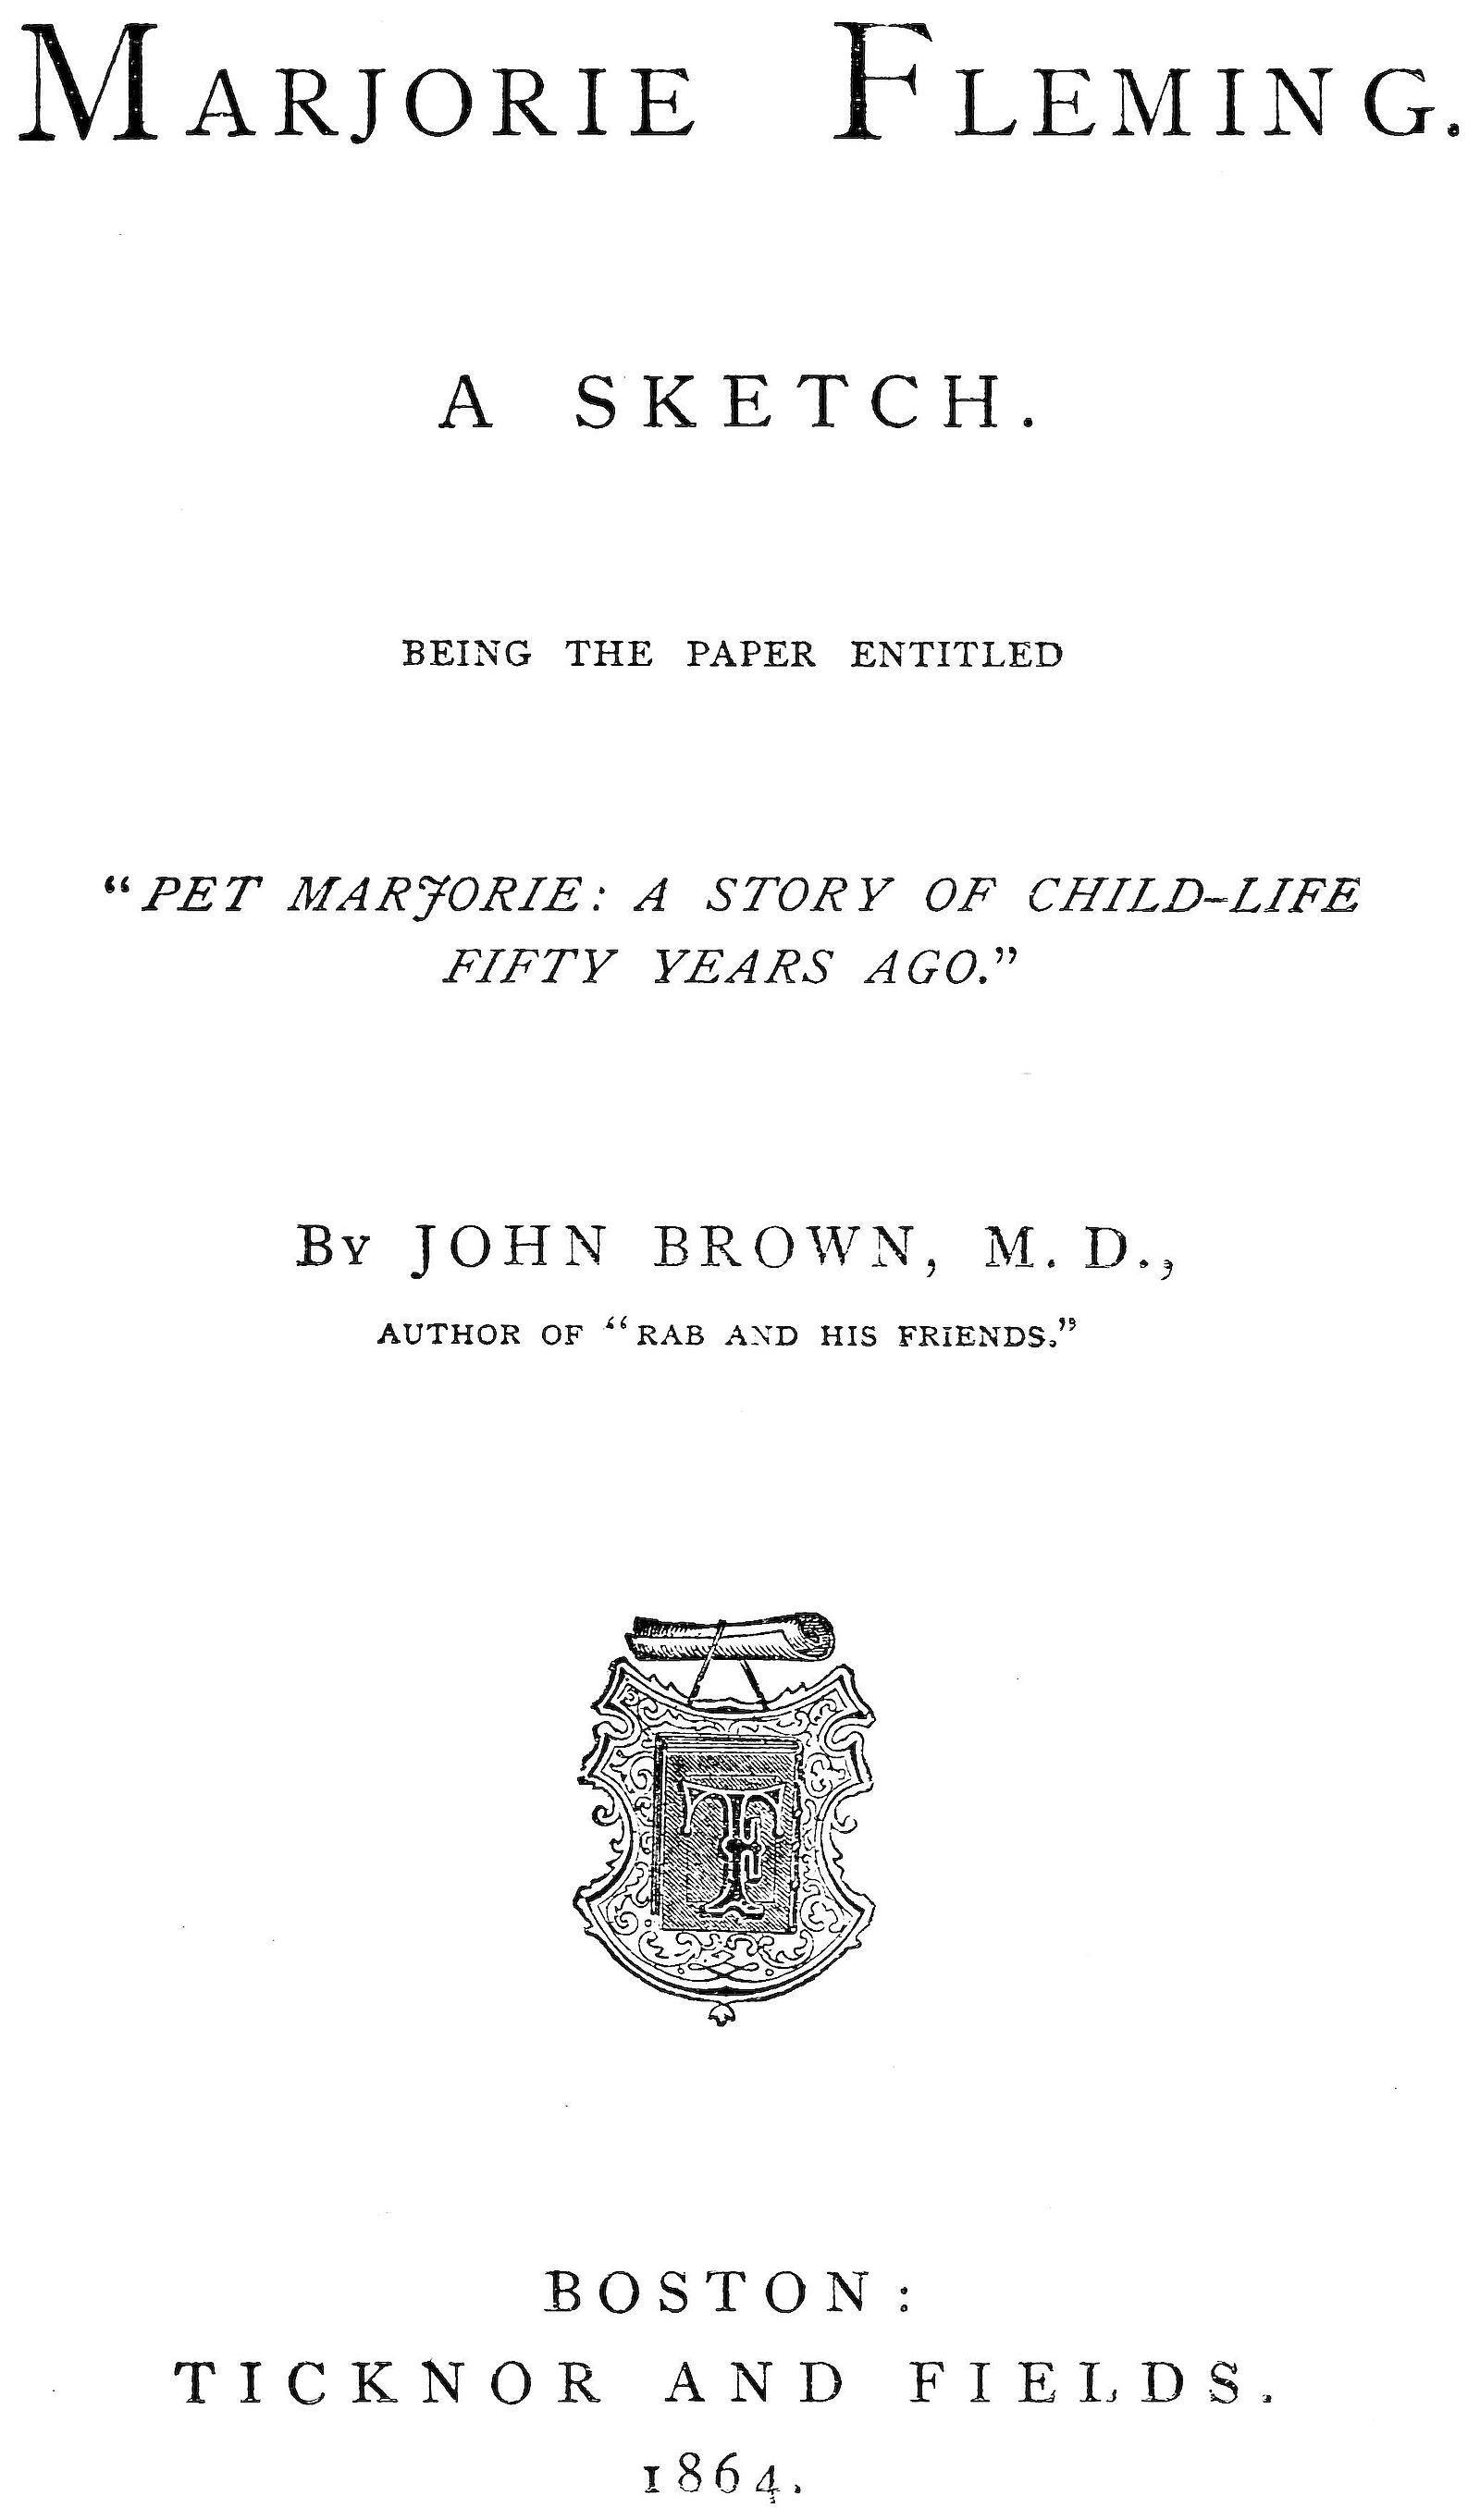 MARJORIE FLEMING.
A SKETCH.
BEING THE PAPER ENTITLED
“PET MARJORIE: A STORY OF CHILD-LIFE
FIFTY YEARS AGO.”
BY JOHN BROWN, M. D.,
AUTHOR OF “RAB AND HIS FRIENDS.”
TF
BOSTON:
TICKNOR AND FIELDS.
1864.